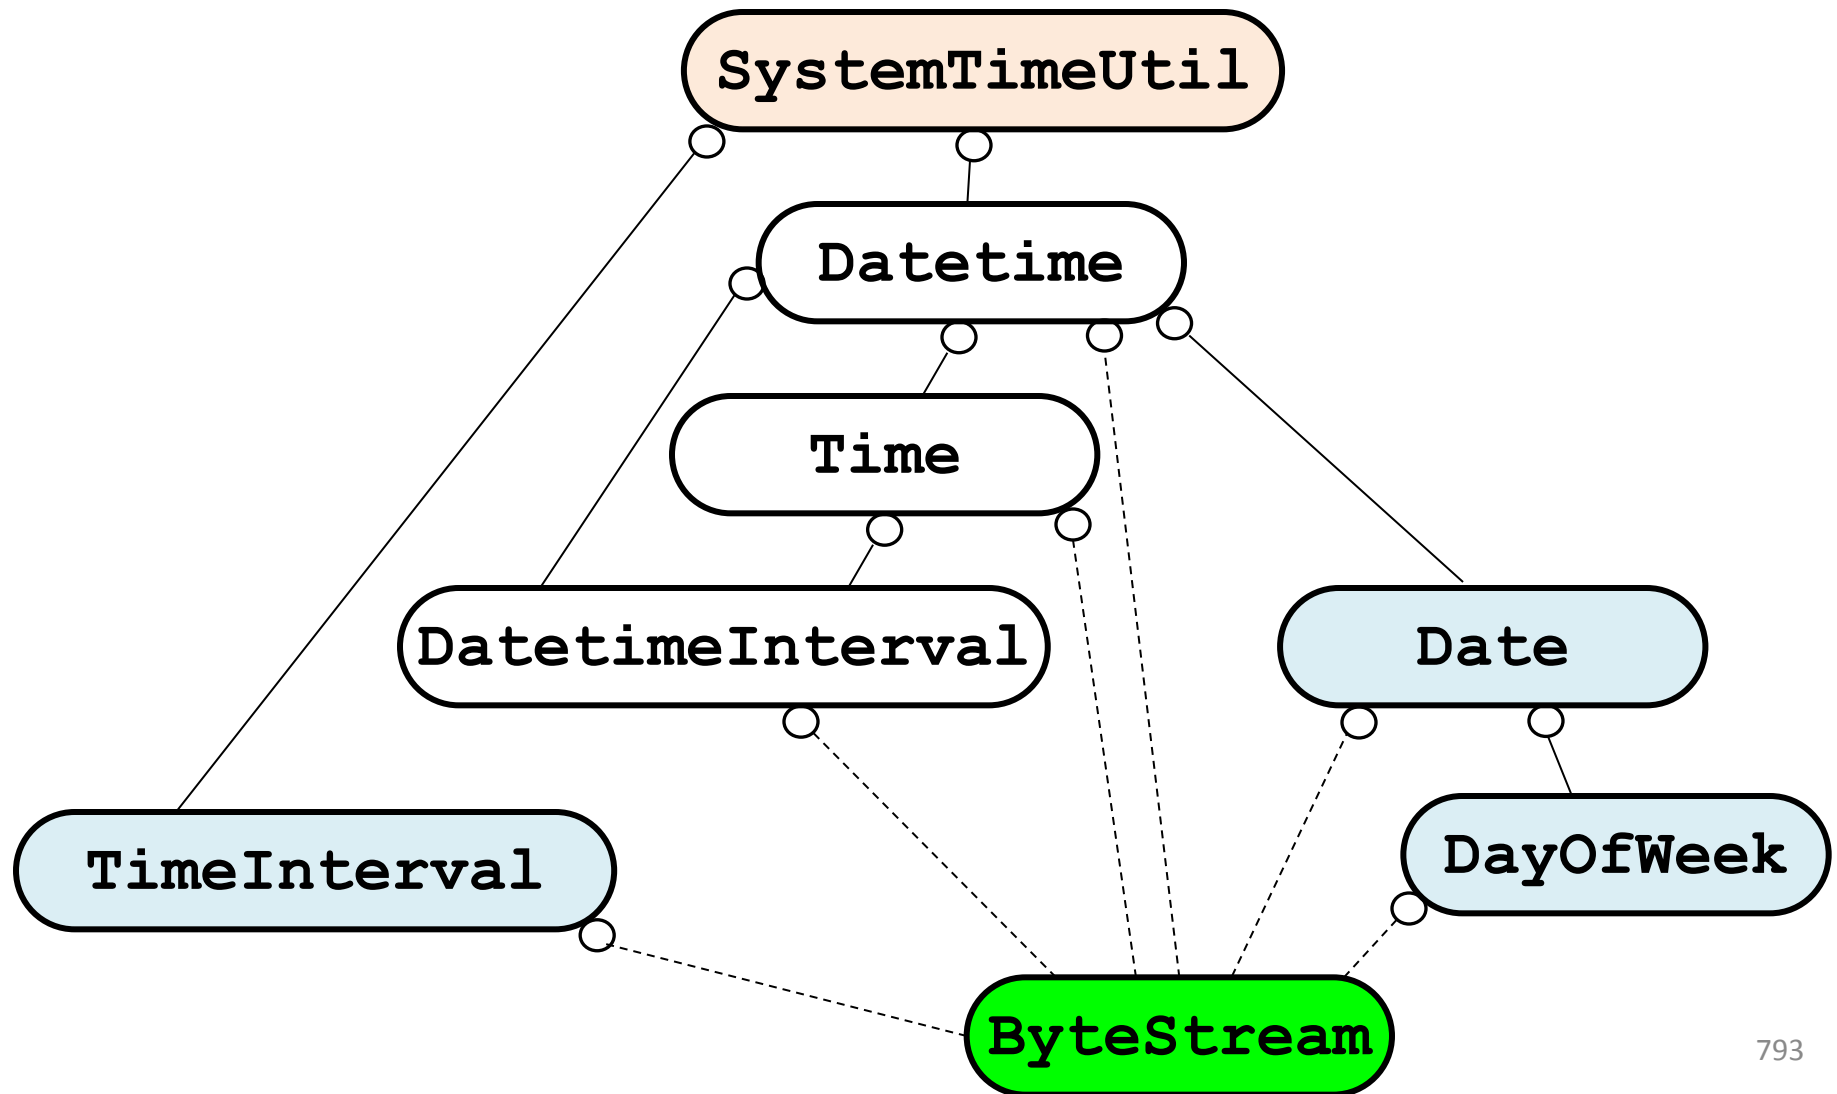 SystemTimeUtil
Datetime
Time
DatetimeInterval
Date
TimeInterval
DayOfWeek
ByteStream
793